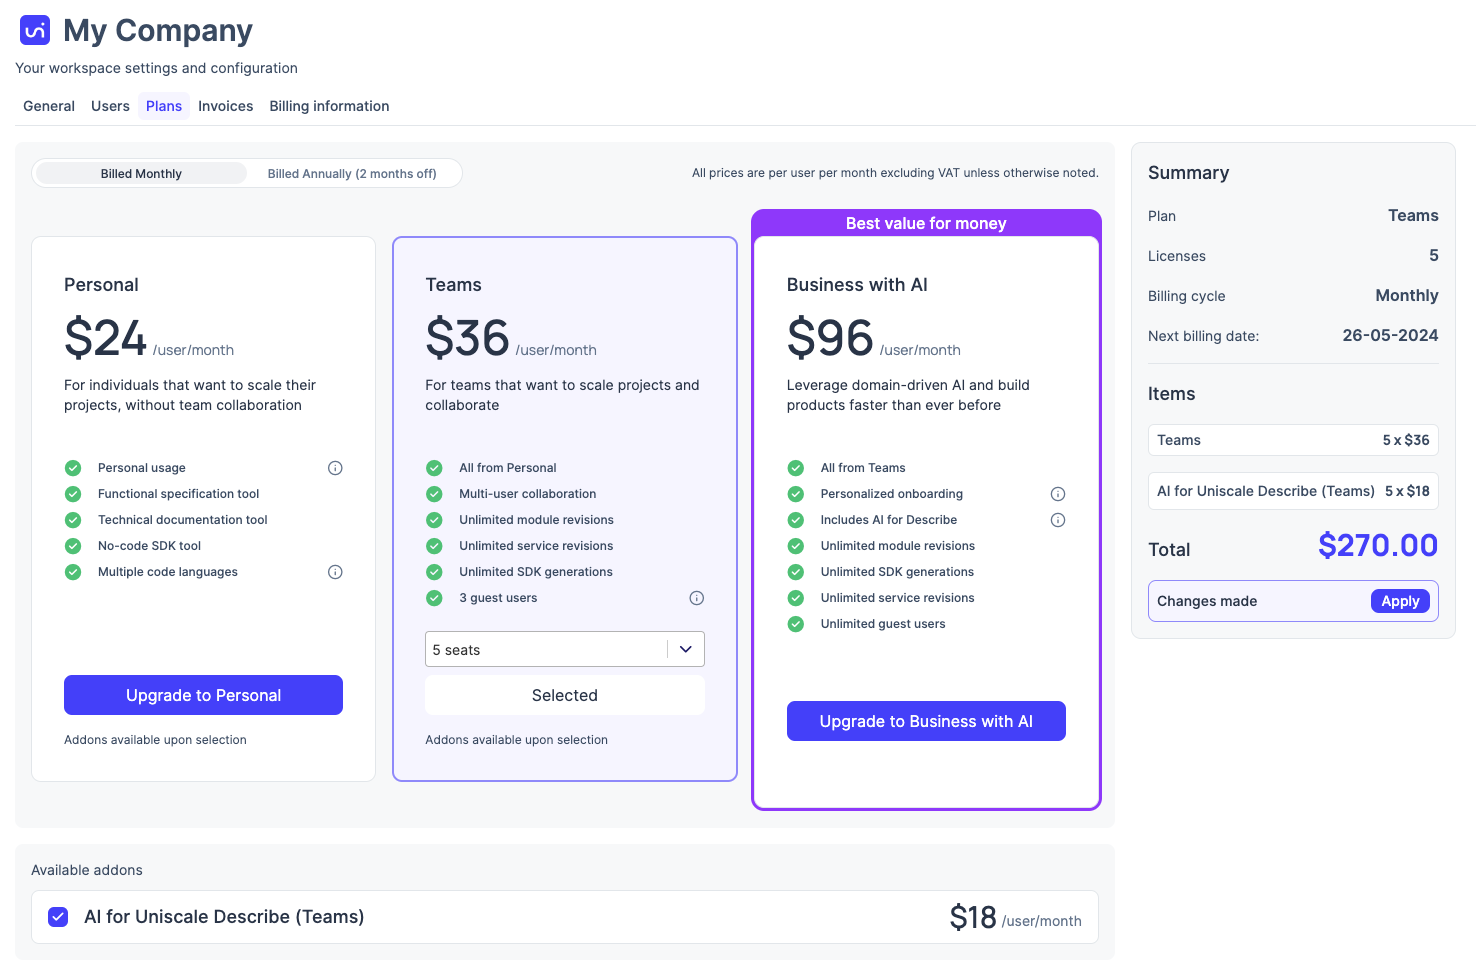 My Company
Your workspace settings and configuration
General Users Plans Invoices Billing information
Billed Monthly Billed Annually (2 months off)
All prices are per user per month excluding VAT unless otherwise noted.
Personal
$24 /user/month
For individuals that want to scale their
projects, without team collaboration
Personal usage
Functional specification tool
Technical documentation tool
No-code SDK tool
Multiple code languages
Upgrade to Personal
Addons available upon selection
Teams
$36 /user/month
For teams that want to scale projects and
collaborate
All from Personal
Multi-user collaboration
Unlimited module revisions
Unlimited service revisions
Unlimited SDK generations
3 guest users
5 seats
Selected
Addons available upon selection
Best value for money
Business with AI
$96 /user/month
Leverage domain-driven AI and build
products faster than ever before
All from Teams
Personalized onboarding
Includes AI for Describe
Unlimited module revisions
Unlimited SDK generations
Unlimited service revisions
Unlimited guest users
Upgrade to Business with AI
Available addons
AI for Uniscale Describe (Teams) $18 /user/month
Summary
Plan Teams
Licenses 5
Billing cycle Monthly
Next billing date: 26-05-2024
Items
Teams 5 x $36
AI for Uniscale Describe (Teams) 5 x $18
Total $270.00
Changes made Apply